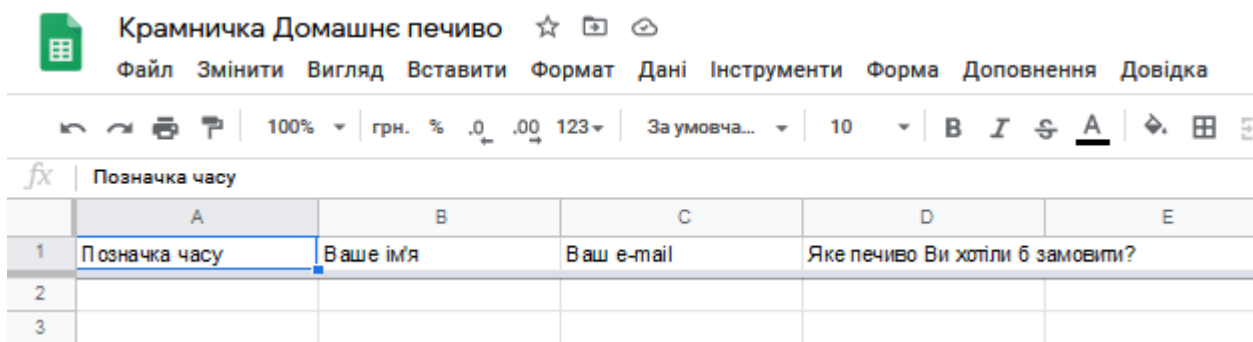 Крамничка Домашнє печиво
Файл Змінити Вигляд Вставити Формат Дані Інструменти Форма Доповнення Довідка
100% грн. % .0 .00 123 За умовча... 10 B I S A
fx Позначка часу
A B C D E
1 Позначка часу Ваше ім'я Ваш e-mail Яке печиво Ви хотіли б замовити?
2
3